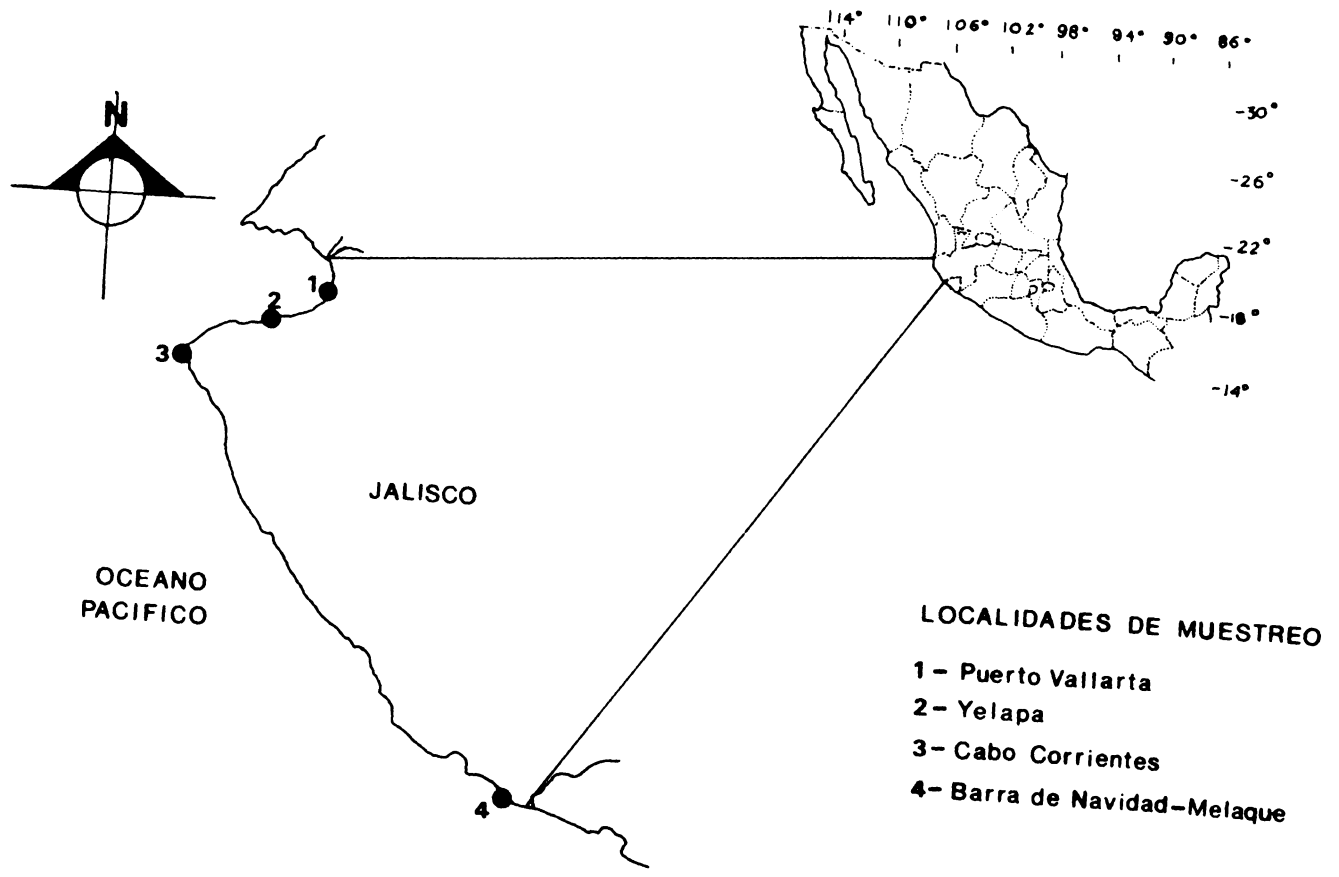 114° 110° 106° 102° 98° 94° 90° 86°
N
-30°
-26°
-22°
-18°
-14°
1
2
3
JALISCO
OCEANO
PACIFICO
4
LOCALIDADES DE MUESTREO
1- Puerto Vallarta
2- Yelapa
3- Cabo Corrientes
4- Barra de Navidad-Melaque